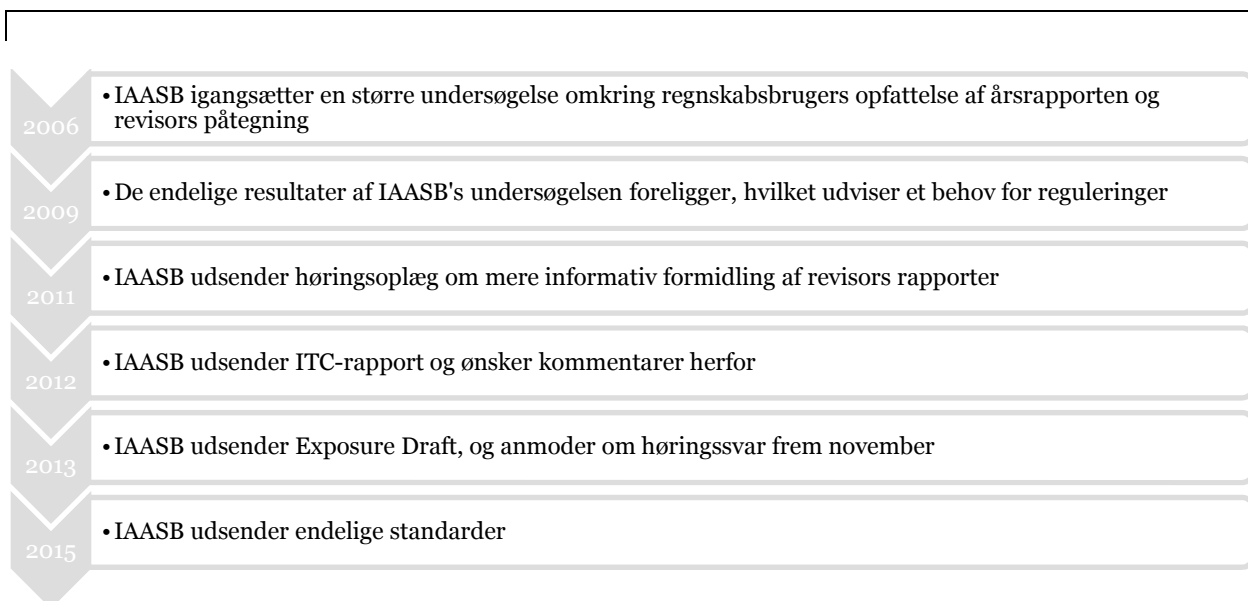 2006
• IAASB igangsætter en større undersøgelse omkring regnskabsbrugers opfattelse af årsrapporten og
revisors påtegning
2009
• De endelige resultater af IAASB's undersøgelsen foreligger, hvilket udviser et behov for reguleringer
2011
• IAASB udsender høringsoplæg om mere informativ formidling af revisors rapporter
2012
• IAASB udsender ITC-rapport og ønsker kommentarer herfor
2013
• IAASB udsender Exposure Draft, og anmoder om høringssvar frem november
2015
• IAASB udsender endelige standarder